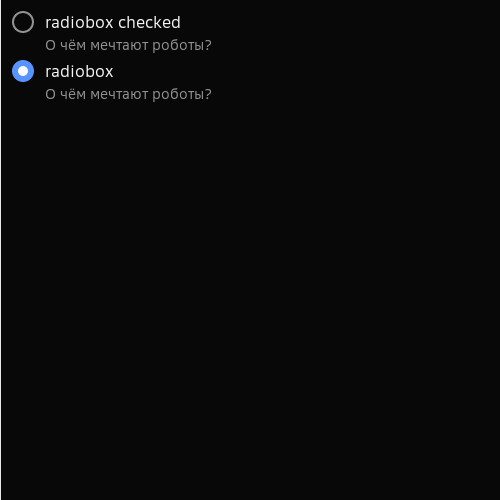 radiobox checked
О чём мечтают роботы?
radiobox
О чём мечтают роботы?